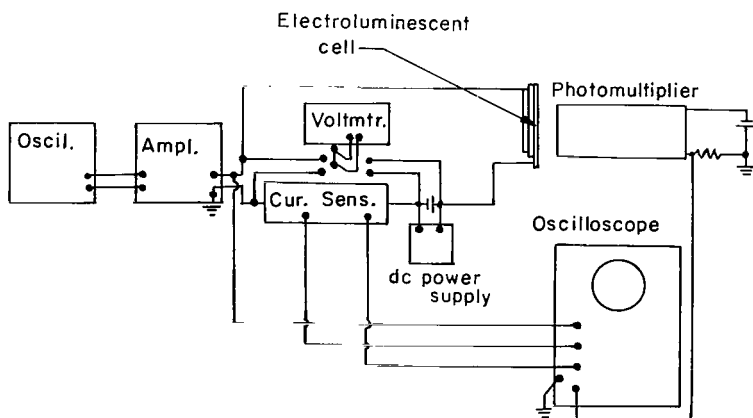 Electroluminescent
cell
Photomultiplier
Oscil.
Ampl.
Voltmtr.
Cur. Sens.
Oscilloscope
dc power
supply